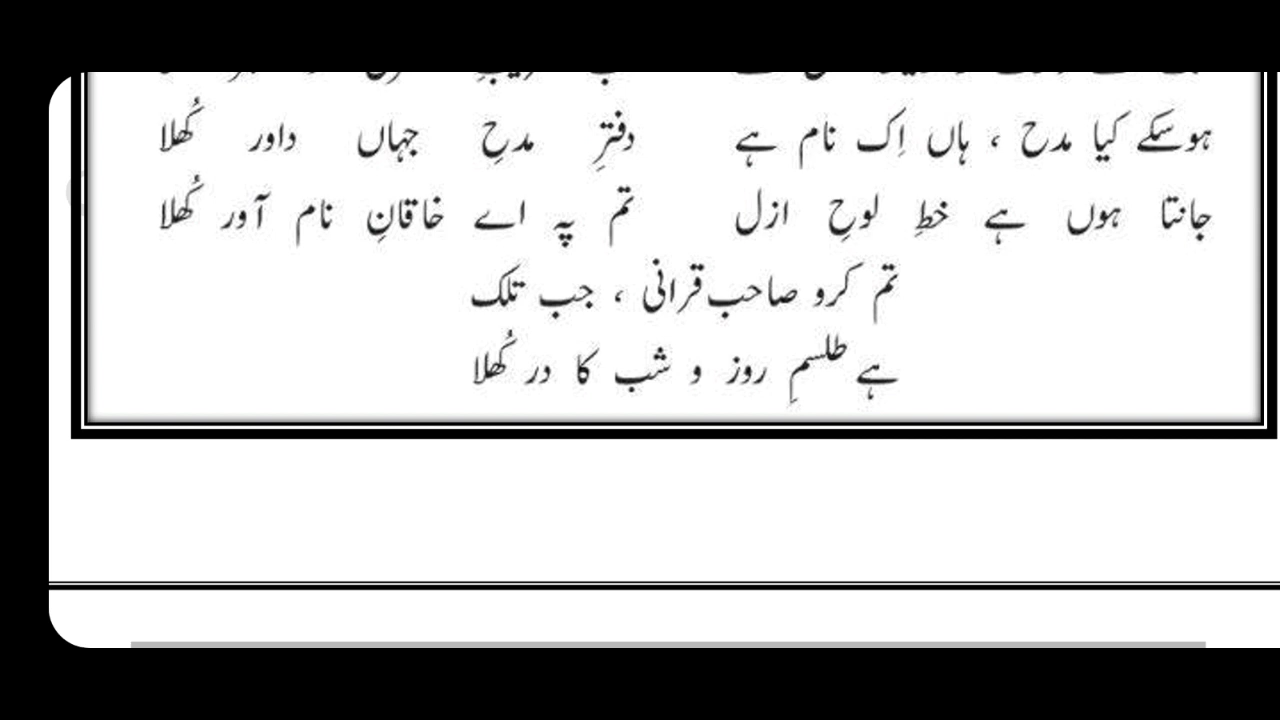 ہوسکے کیا مدح ، ہاں اِک نام ہے دفترِ مدحِ جہاں داور کُھلا
جانتا ہوں ہے خطِ لوحِ ازل تم پہ اے خاقانِ نام آور کُھلا
تم کرو صاحب قرانی ، جب تلک
ہے طلسمِ روز و شب کا در کُھلا